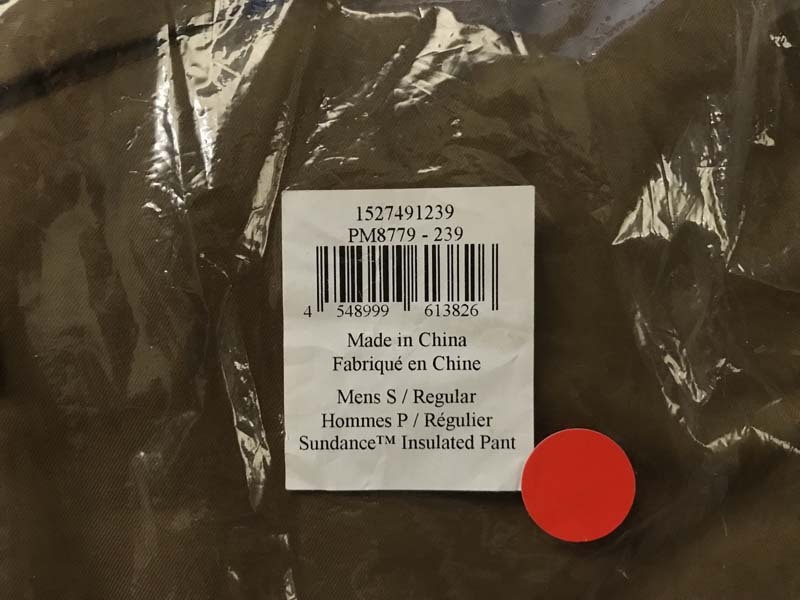 1527491239
PM8779 - 239
4 548999 613826
Made in China
Fabriqué en Chine
Mens S / Regular
Hommes P / Régulier
Sundance™ Insulated Pant